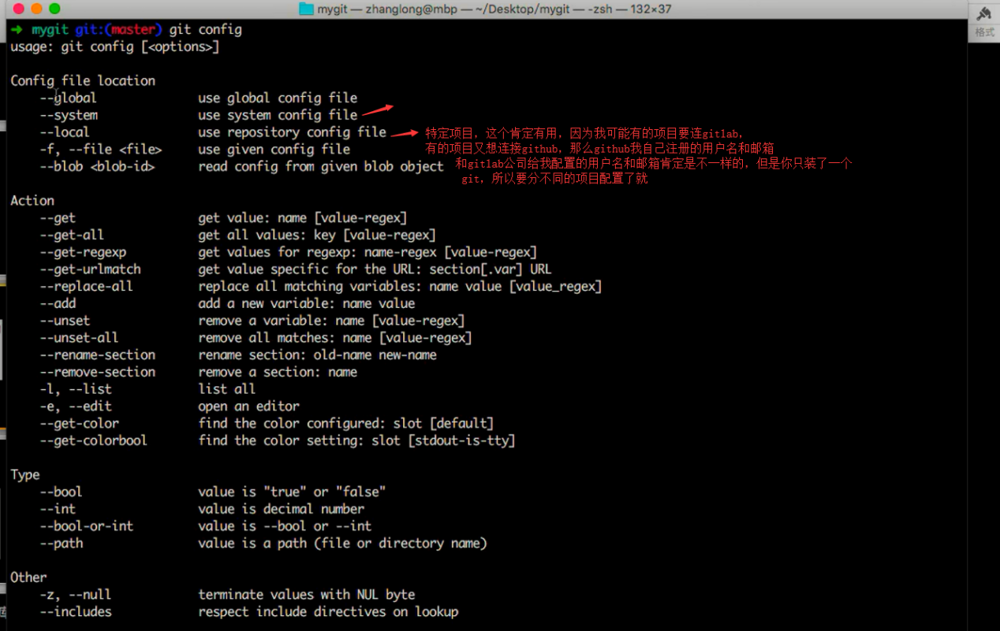 mygit — zhanglong@mbp — ~/Desktop/mygit — -zsh — 132×37
格式
➜ mygit git:(master) git config
usage: git config [<options>]
Config file location
--global use global config file
--system use system config file
--local use repository config file
特定项目，这个肯定有用，因为我可能有的项目要连gitlab，
-f, --file <file> use given config file
有的项目又想连接github，那么github我自己注册的用户名和邮箱
--blob <blob-id> read config from given blob object
和gitlab公司给我配置的用户名和邮箱肯定是不一样的，但是你只装了一个
git，所以要分不同的项目配置了就
Action
--get get value: name [value-regex]
--get-all get all values: key [value-regex]
--get-regexp get values for regexp: name-regex [value-regex]
--get-urlmatch get value specific for the URL: section[.var] URL
--replace-all replace all matching variables: name value [value_regex]
--add add a new variable: name value
--unset remove a variable: name [value-regex]
--unset-all remove all matches: name [value-regex]
--rename-section rename section: old-name new-name
--remove-section remove a section: name
-l, --list list all
-e, --edit open an editor
--get-color find the color configured: slot [default]
--get-colorbool find the color setting: slot [stdout-is-tty]
Type
--bool value is "true" or "false"
--int value is decimal number
--bool-or-int value is --bool or --int
--path value is a path (file or directory name)
Other
-z, --null terminate values with NUL byte
--includes respect include directives on lookup